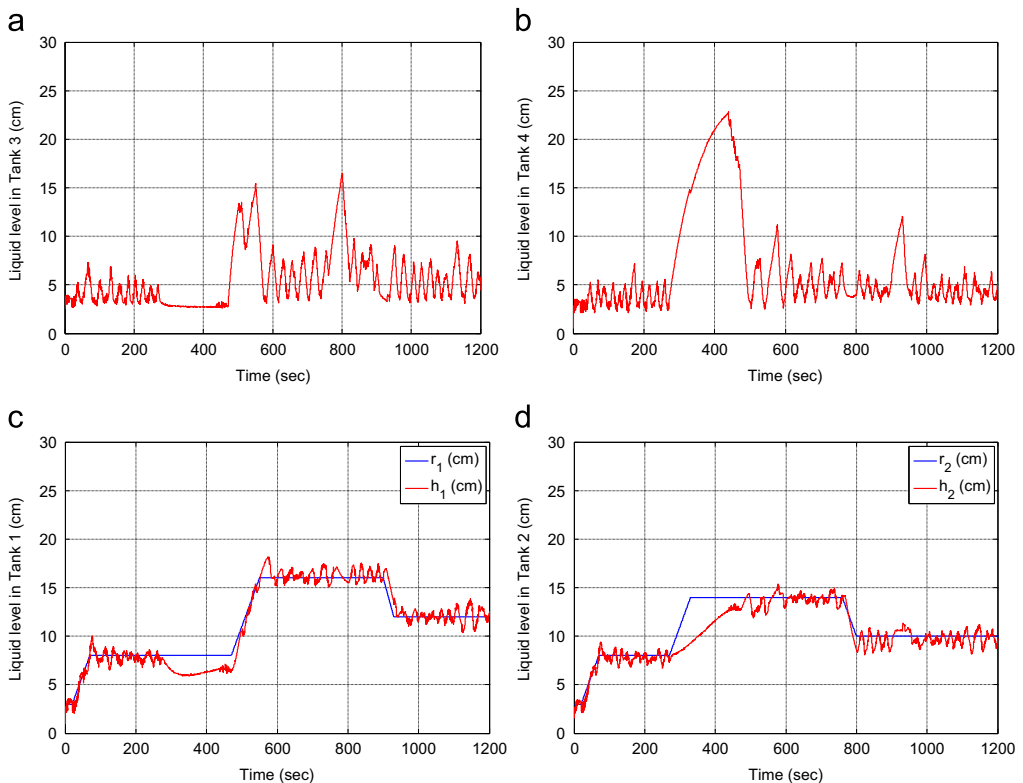 a
30
25
20
15
10
5
0
Liquid level in Tank 3 (cm)
0 200 400 600 800 1000 1200
Time (sec)
b
30
25
20
15
10
5
0
Liquid level in Tank 4 (cm)
0 200 400 600 800 1000 1200
Time (sec)
c
30
25
20
15
10
5
0
Liquid level in Tank 1 (cm)
r_1 (cm)
h_1 (cm)
0 200 400 600 800 1000 1200
Time (sec)
d
30
25
20
15
10
5
0
Liquid level in Tank 2 (cm)
r_2 (cm)
h_2 (cm)
0 200 400 600 800 1000 1200
Time (sec)